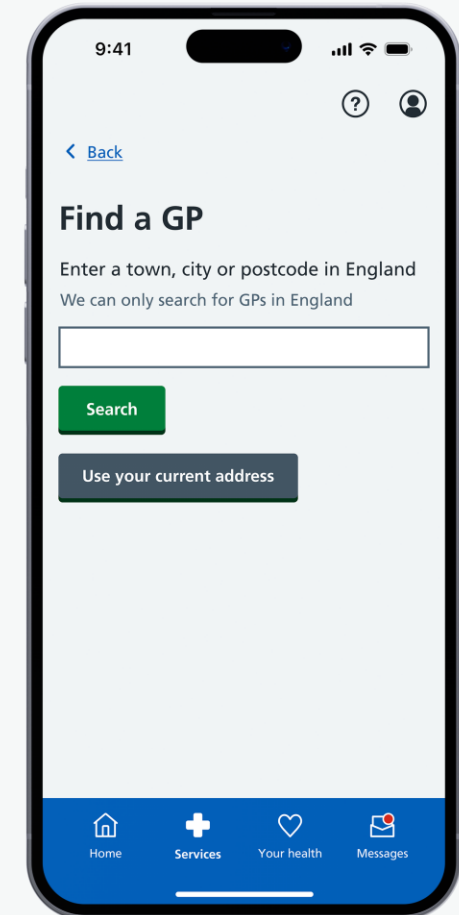 9:41
Back
Find a GP
Enter a town, city or postcode in England
We can only search for GPs in England
Search
Use your current address
Home Services Your health Messages